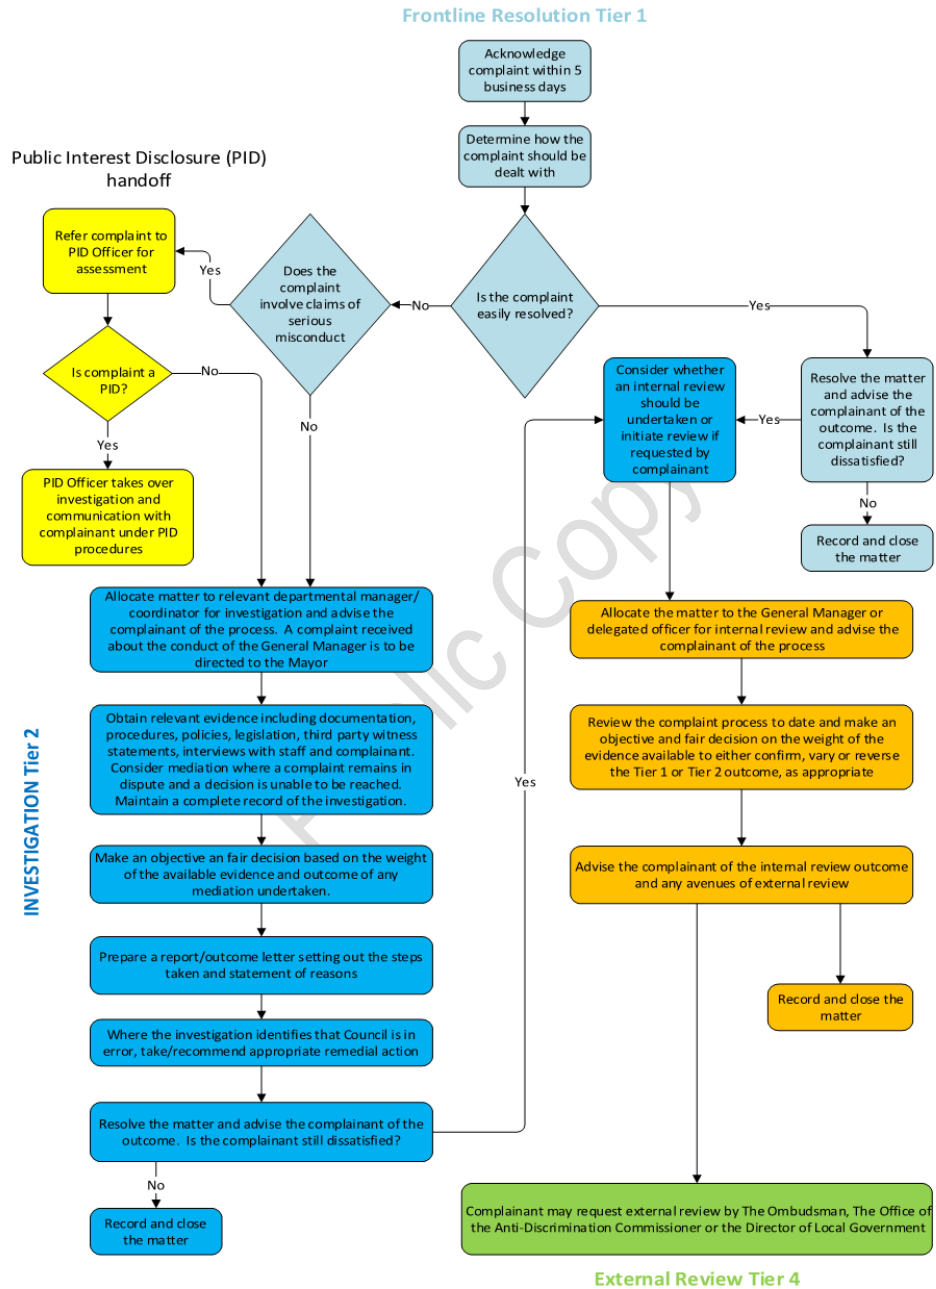 Frontline Resolution Tier 1
Acknowledge
complaint within 5
business days
Determine how the
complaint should be
dealt with
Public Interest Disclosure (PID)
handoff
Refer complaint to
PID Officer for
assessment
Yes
Does the
complaint
involve claims of
serious
misconduct
No
Is the complaint
easily resolved?
Yes
Is complaint a
PID?
No
Yes
PID Officer takes over
investigation and
communication with
complainant under PID
procedures
No
Consider whether
an internal review
should be
undertaken or
initiate review if
requested by
complainant
Yes
Resolve the matter
and advise the
complainant of the
outcome. Is the
complainant still
dissatisfied?
No
Record and close
the matter
Public Copy
Allocate matter to relevant departmental manager/
coordinator for investigation and advise the
complainant of the process. A complaint received
about the conduct of the General Manager is to be
directed to the Mayor
Obtain relevant evidence including documentation,
procedures, policies, legislation, third party witness
statements, interviews with staff and complainant.
Consider mediation where a complaint remains in
dispute and a decision is unable to be reached.
Maintain a complete record of the investigation.
INVESTIGATION Tier 2
Make an objective an fair decision based on the weight
of the available evidence and outcome of any
mediation undertaken.
Prepare a report/outcome letter setting out the steps
taken and statement of reasons
Where the investigation identifies that Council is in
error, take/recommend appropriate remedial action
Resolve the matter and advise the complainant of the
outcome. Is the complainant still dissatisfied?
Yes
No
Record and close
the matter
Allocate the matter to the General Manager or
delegated officer for internal review and advise the
complainant of the process
Review the complaint process to date and make an
objective and fair decision on the weight of the
evidence available to either confirm, vary or reverse
the Tier 1 or Tier 2 outcome, as appropriate
Advise the complainant of the internal review outcome
and any avenues of external review
Record and close the
matter
Complainant may request external review by The Ombudsman, The Office of
the Anti-Discrimination Commissioner or the Director of Local Government
External Review Tier 4